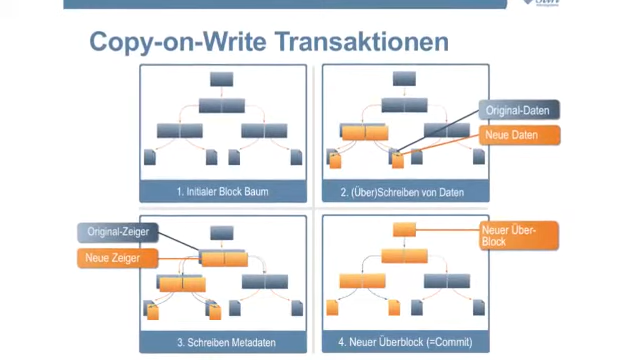 Copy-on-Write Transaktionen
Original-Daten
Neue Daten
1. Initialer Block Baum
2. (Über)Schreiben von Daten
Original-Zeiger
Neue Zeiger
Neuer Über-
Block
3. Schreiben Metadaten
4. Neuer Überblock (=Commit)